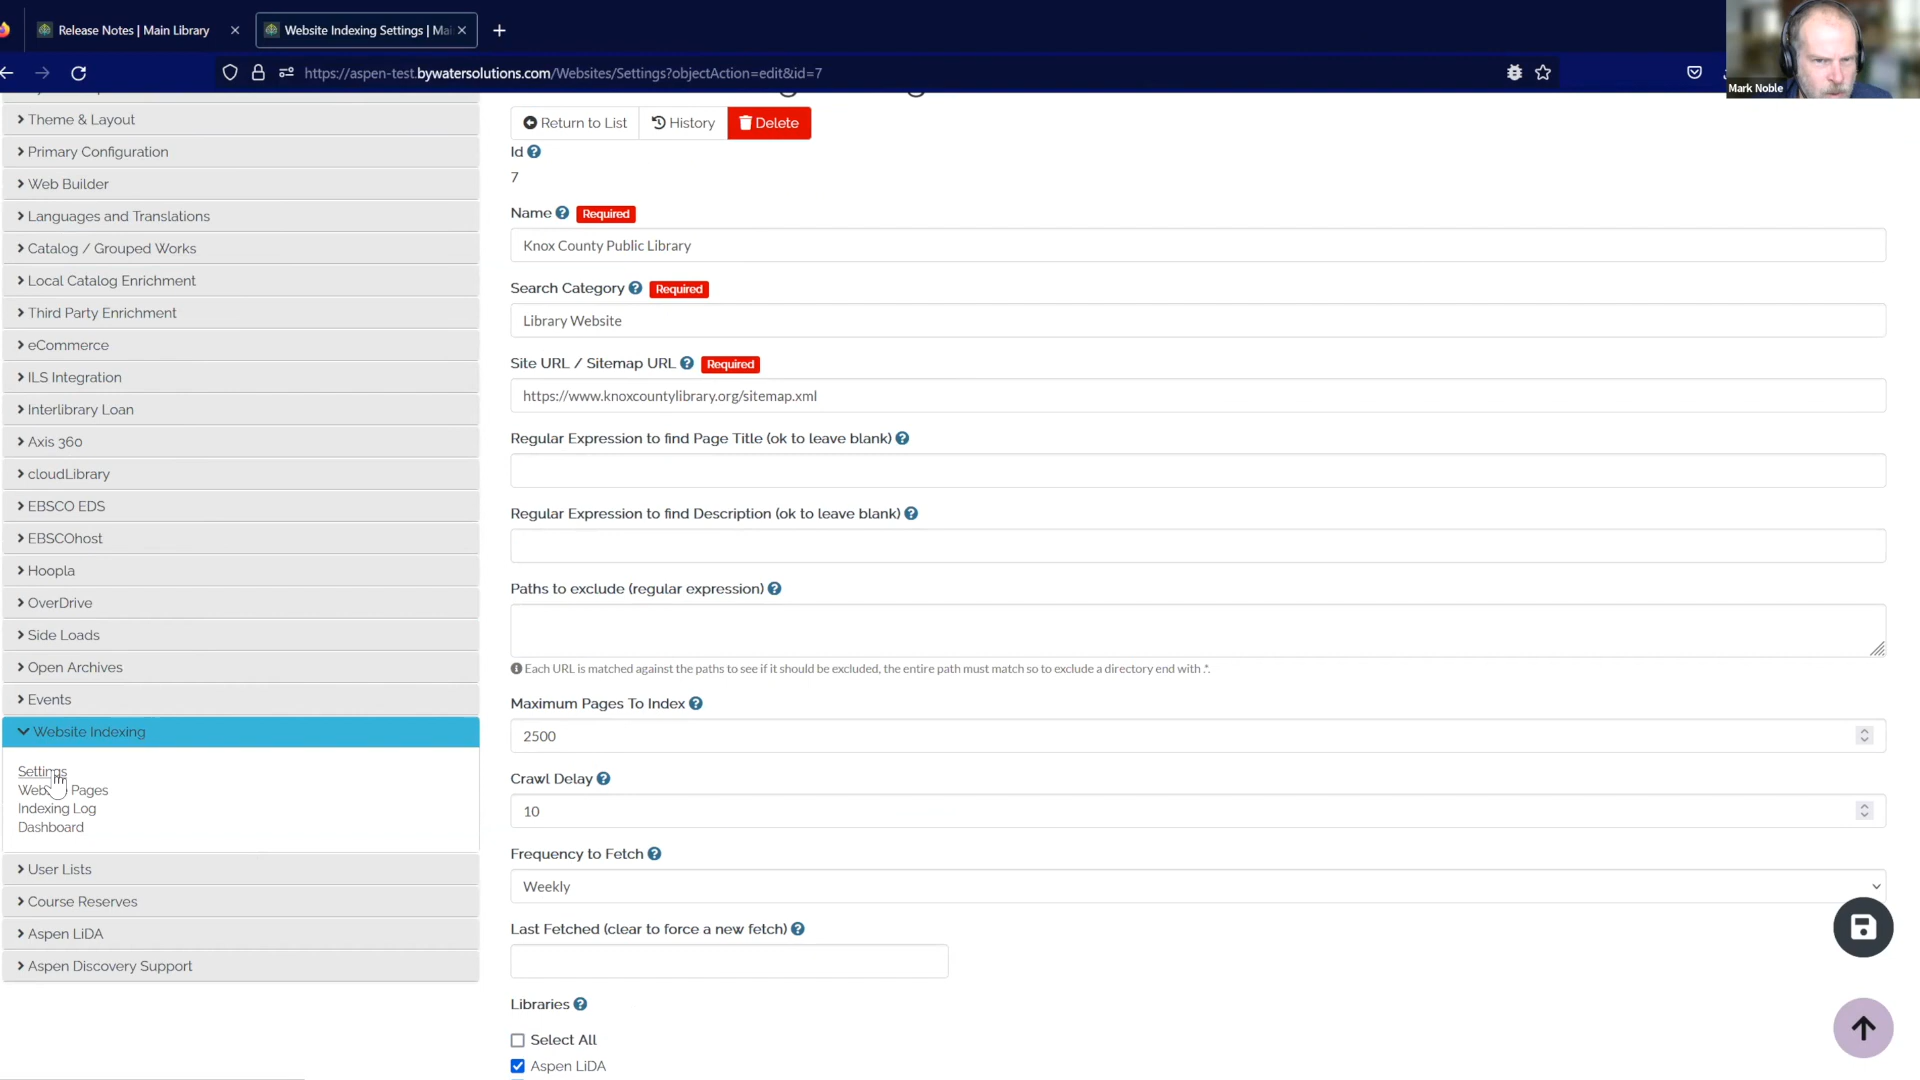 Release Notes | Main Library
Website Indexing Settings | Mai
https://aspen-test.bywatersolutions.com/Websites/Settings?objectAction=edit&id=7
Mark Noble
Theme & Layout
Primary Configuration
Web Builder
Languages and Translations
Catalog / Grouped Works
Local Catalog Enrichment
Third Party Enrichment
eCommerce
ILS Integration
Interlibrary Loan
Axis 360
cloudLibrary
EBSCO EDS
EBSCOhost
Hoopla
OverDrive
Side Loads
Open Archives
Events
Website Indexing
Settings
Pages
Indexing Log
Dashboard
User Lists
Course Reserves
Aspen LiDA
Aspen Discovery Support
Return to List History Delete
Id
7
Name Required
Knox County Public Library
Search Category Required
Library Website
Site URL / Sitemap URL Required
https://www.knoxcountylibrary.org/sitemap.xml
Regular Expression to find Page Title (ok to leave blank)
Regular Expression to find Description (ok to leave blank)
Paths to exclude (regular expression)
Each URL is matched against the paths to see if it should be excluded, the entire path must match so to exclude a directory end with .*.
Maximum Pages To Index
2500
Crawl Delay
10
Frequency to Fetch
Weekly
Last Fetched (clear to force a new fetch)
Libraries
Select All
Aspen LiDA